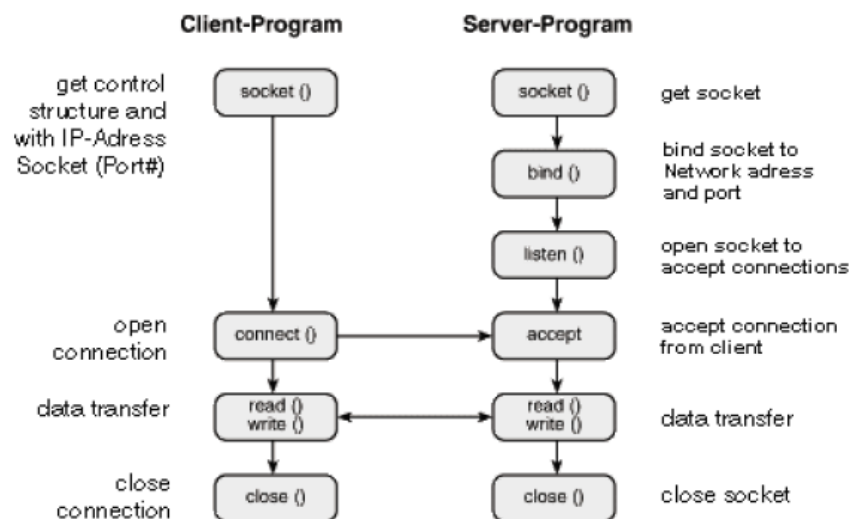 Client-Program
Server-Program
get control
structure and
with IP-Adress
Socket (Port#)
socket ()
socket ()
get socket
bind ()
bind socket to
Network adress
and port
listen ()
open socket to
accept connections
open
connection
connect ()
accept
accept connection
from client
data transfer
read ()
write ()
read ()
write ()
data transfer
close
connection
close ()
close ()
close socket